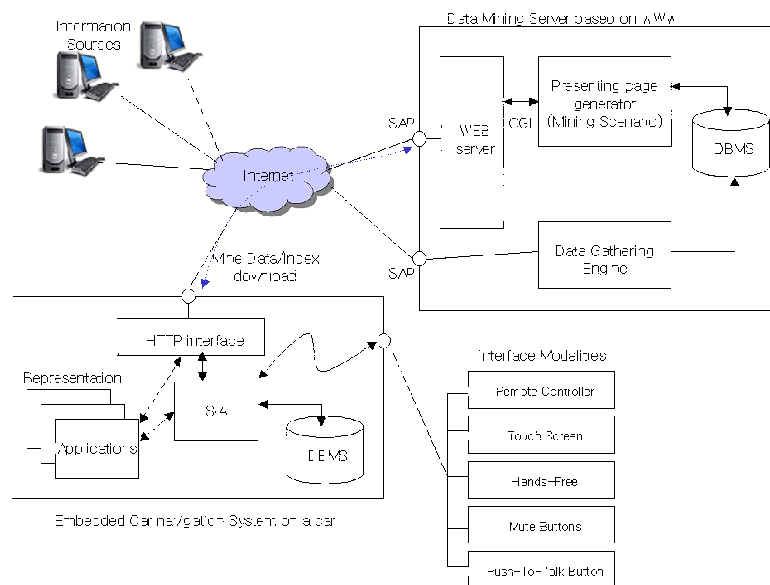 Information
Sources
Data Mining Server based on WWW
SAP
WEB
server
CGI
Presenting page
generator
(Mining Scenario)
DBMS
Internet
Mine Data/Index
download
SAP
Data Gathering
Engine
HTTP interface
Representation
Applications
DBMS
Embedded Car navigation System on a car
Interface Modalities
Remote Controller
Touch Screen
Hands-Free
Mute Buttons
Push-To-Talk Button